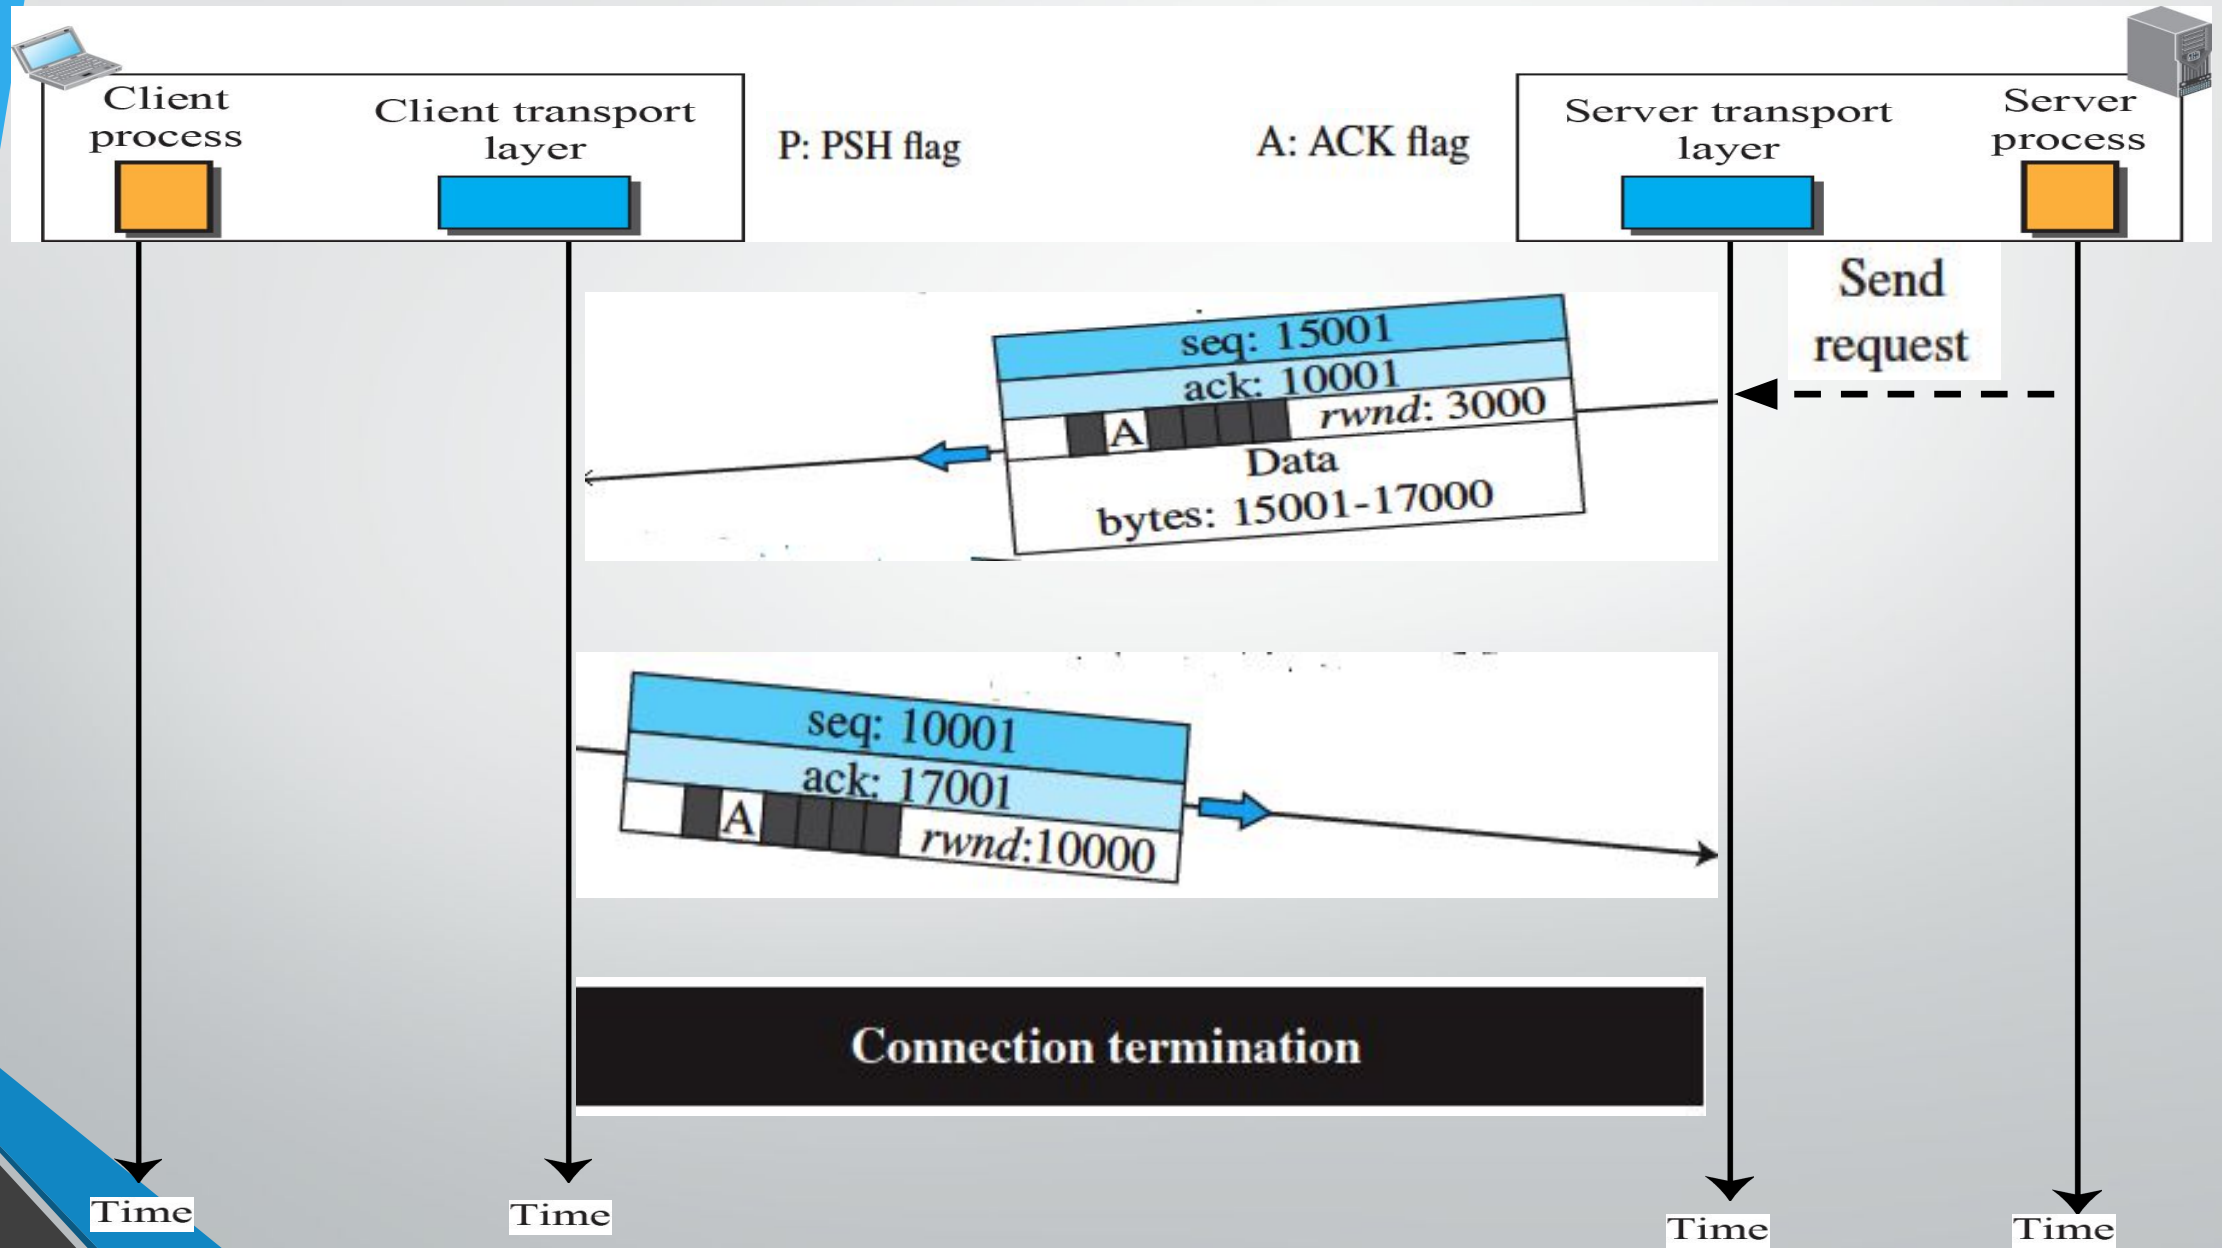 Client
process
Client transport
layer
P: PSH flag
A: ACK flag
Server transport
layer
Server
process
Send
request
seq: 15001
ack: 10001
A
rwnd: 3000
Data
bytes: 15001-17000
seq: 10001
ack: 17001
A
rwnd:10000
Connection termination
Time
Time
Time
Time